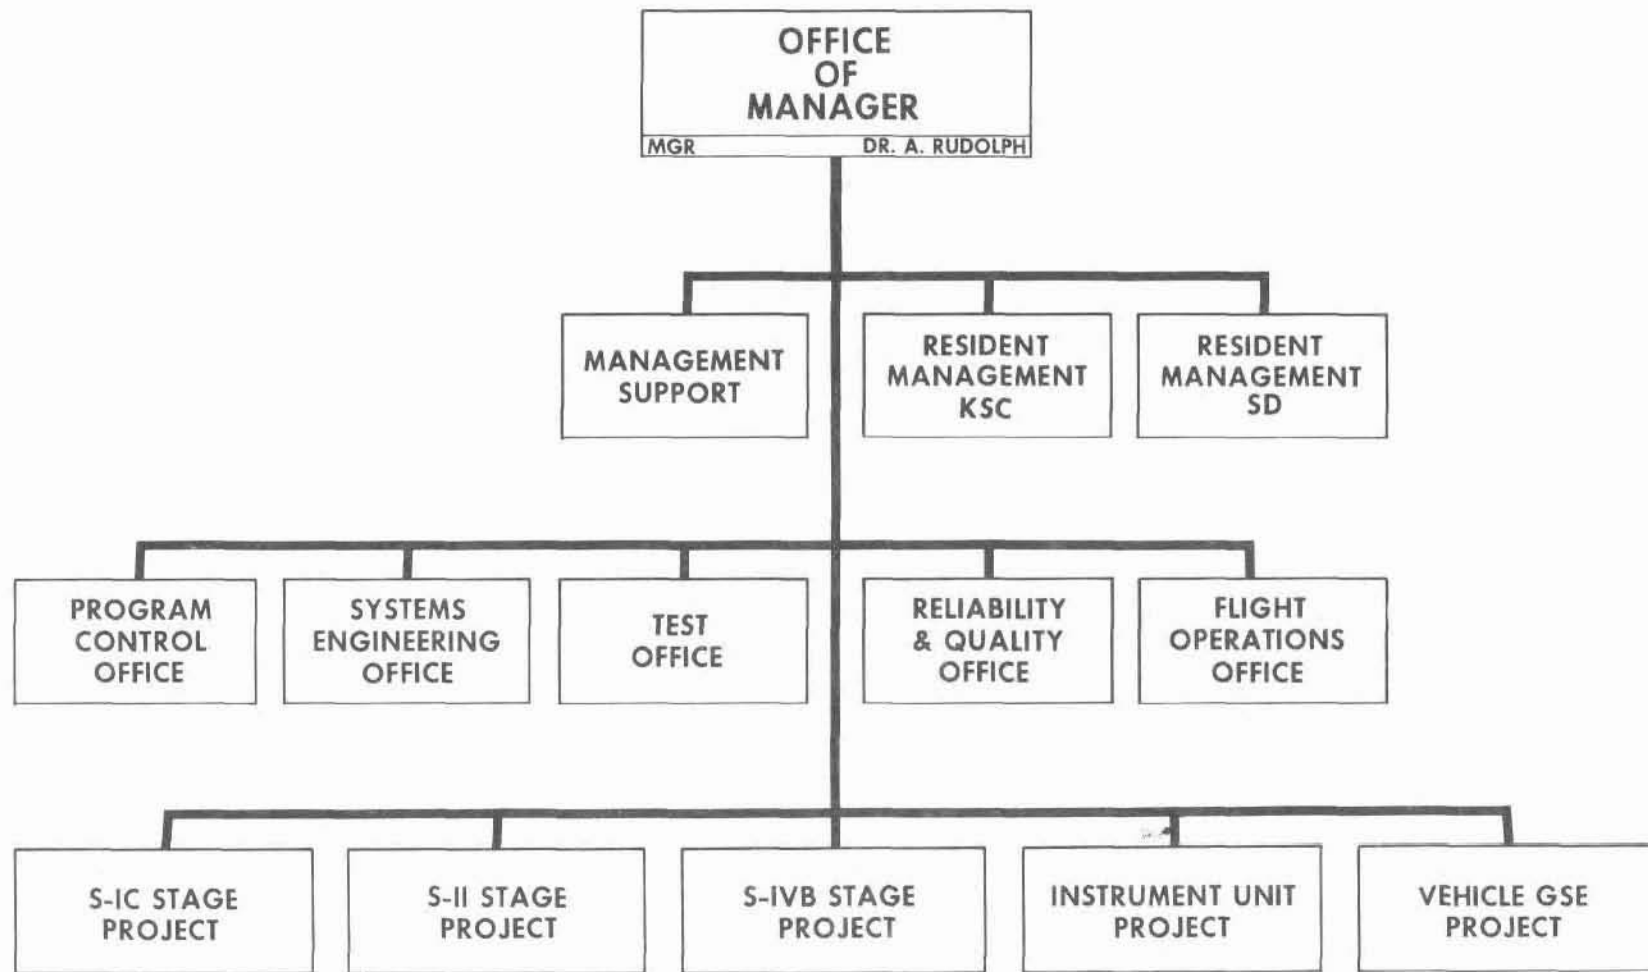 OFFICE
OF
MANAGER
MGR DR. A. RUDOLPH
MANAGEMENT
SUPPORT
RESIDENT
MANAGEMENT
KSC
RESIDENT
MANAGEMENT
SD
PROGRAM
CONTROL
OFFICE
SYSTEMS
ENGINEERING
OFFICE
TEST
OFFICE
RELIABILITY
& QUALITY
OFFICE
FLIGHT
OPERATIONS
OFFICE
S-IC STAGE
PROJECT
S-II STAGE
PROJECT
S-IVB STAGE
PROJECT
INSTRUMENT UNIT
PROJECT
VEHICLE GSE
PROJECT